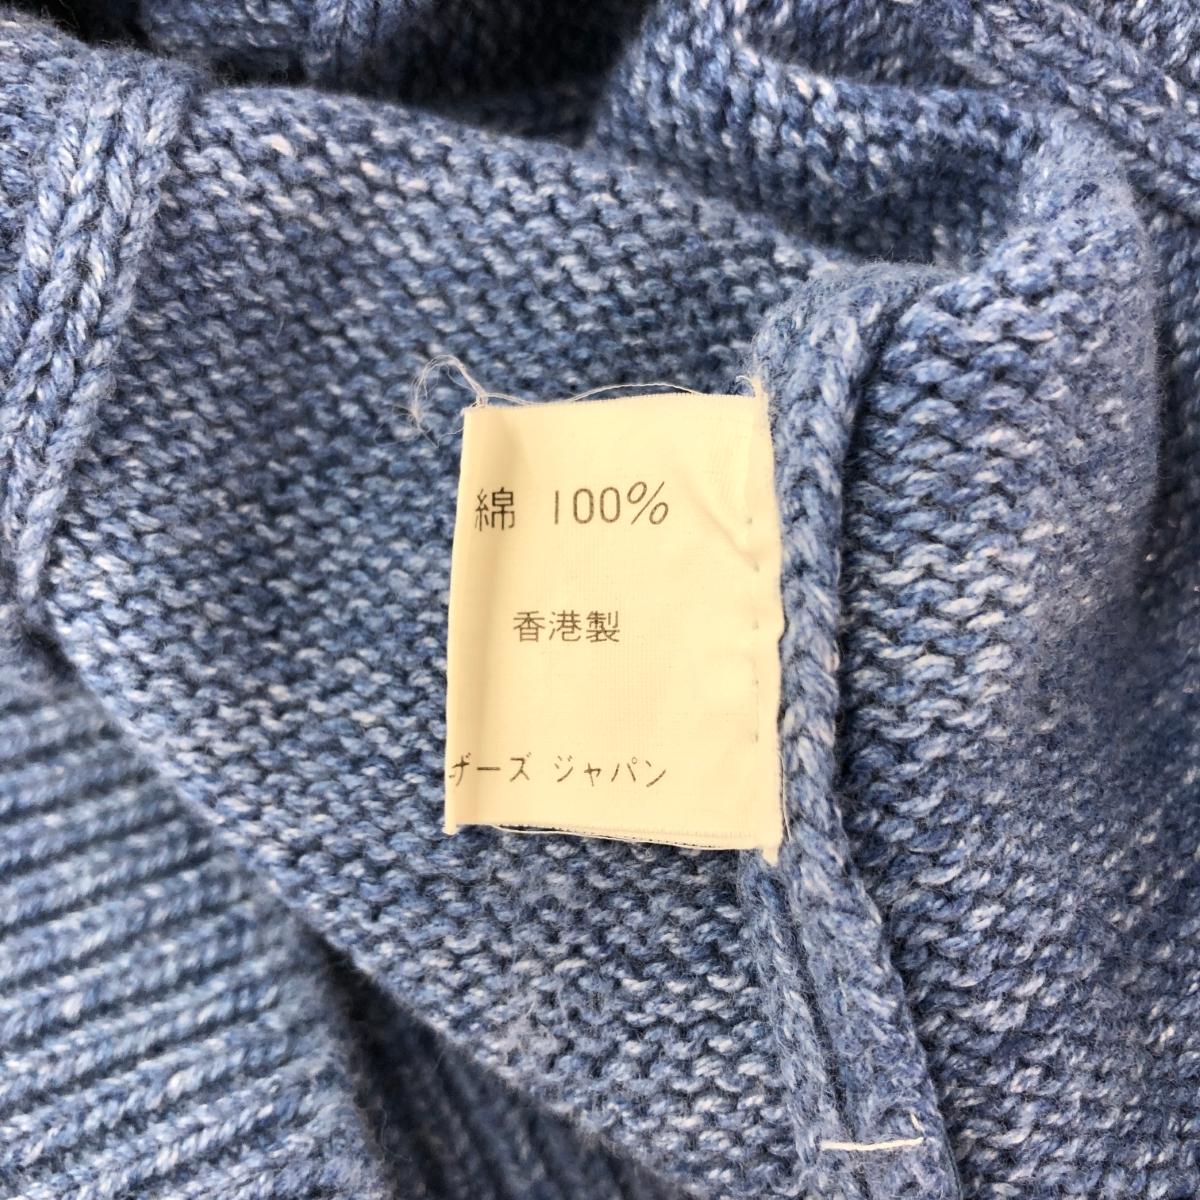 綿 100%
香港製
ザーズ ジャパン